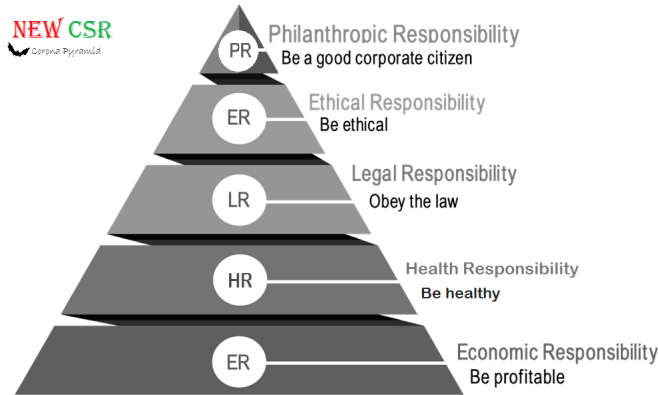 NEW CSR
Corona Pyramid
PR
Philanthropic Responsibility
Be a good corporate citizen
ER
Ethical Responsibility
Be ethical
LR
Legal Responsibility
Obey the law
HR
Health Responsibility
Be healthy
ER
Economic Responsibility
Be profitable